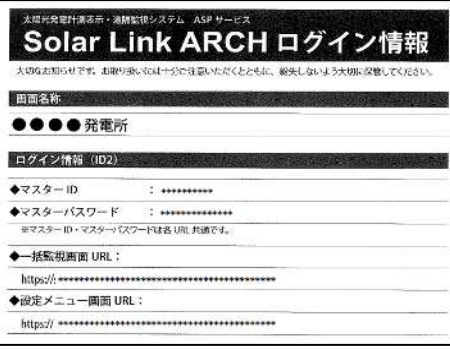 太陽光発電計測表示・遠隔監視システム ASP サービス
Solar Link ARCH ログイン情報
大切なお知らせです。お取り扱いには十分ご注意いただくとともに、紛失しないよう大切に保管してください。
画面名称
●●●●発電所
ログイン情報（ID2）
◆マスター ID : **********
◆マスターパスワード : **************
※マスター ID・マスターパスワードは各 URL 共通です。
◆一括監視画面 URL：
https://: ******************************************
◆設定メニュー画面 URL：
https:// ******************************************